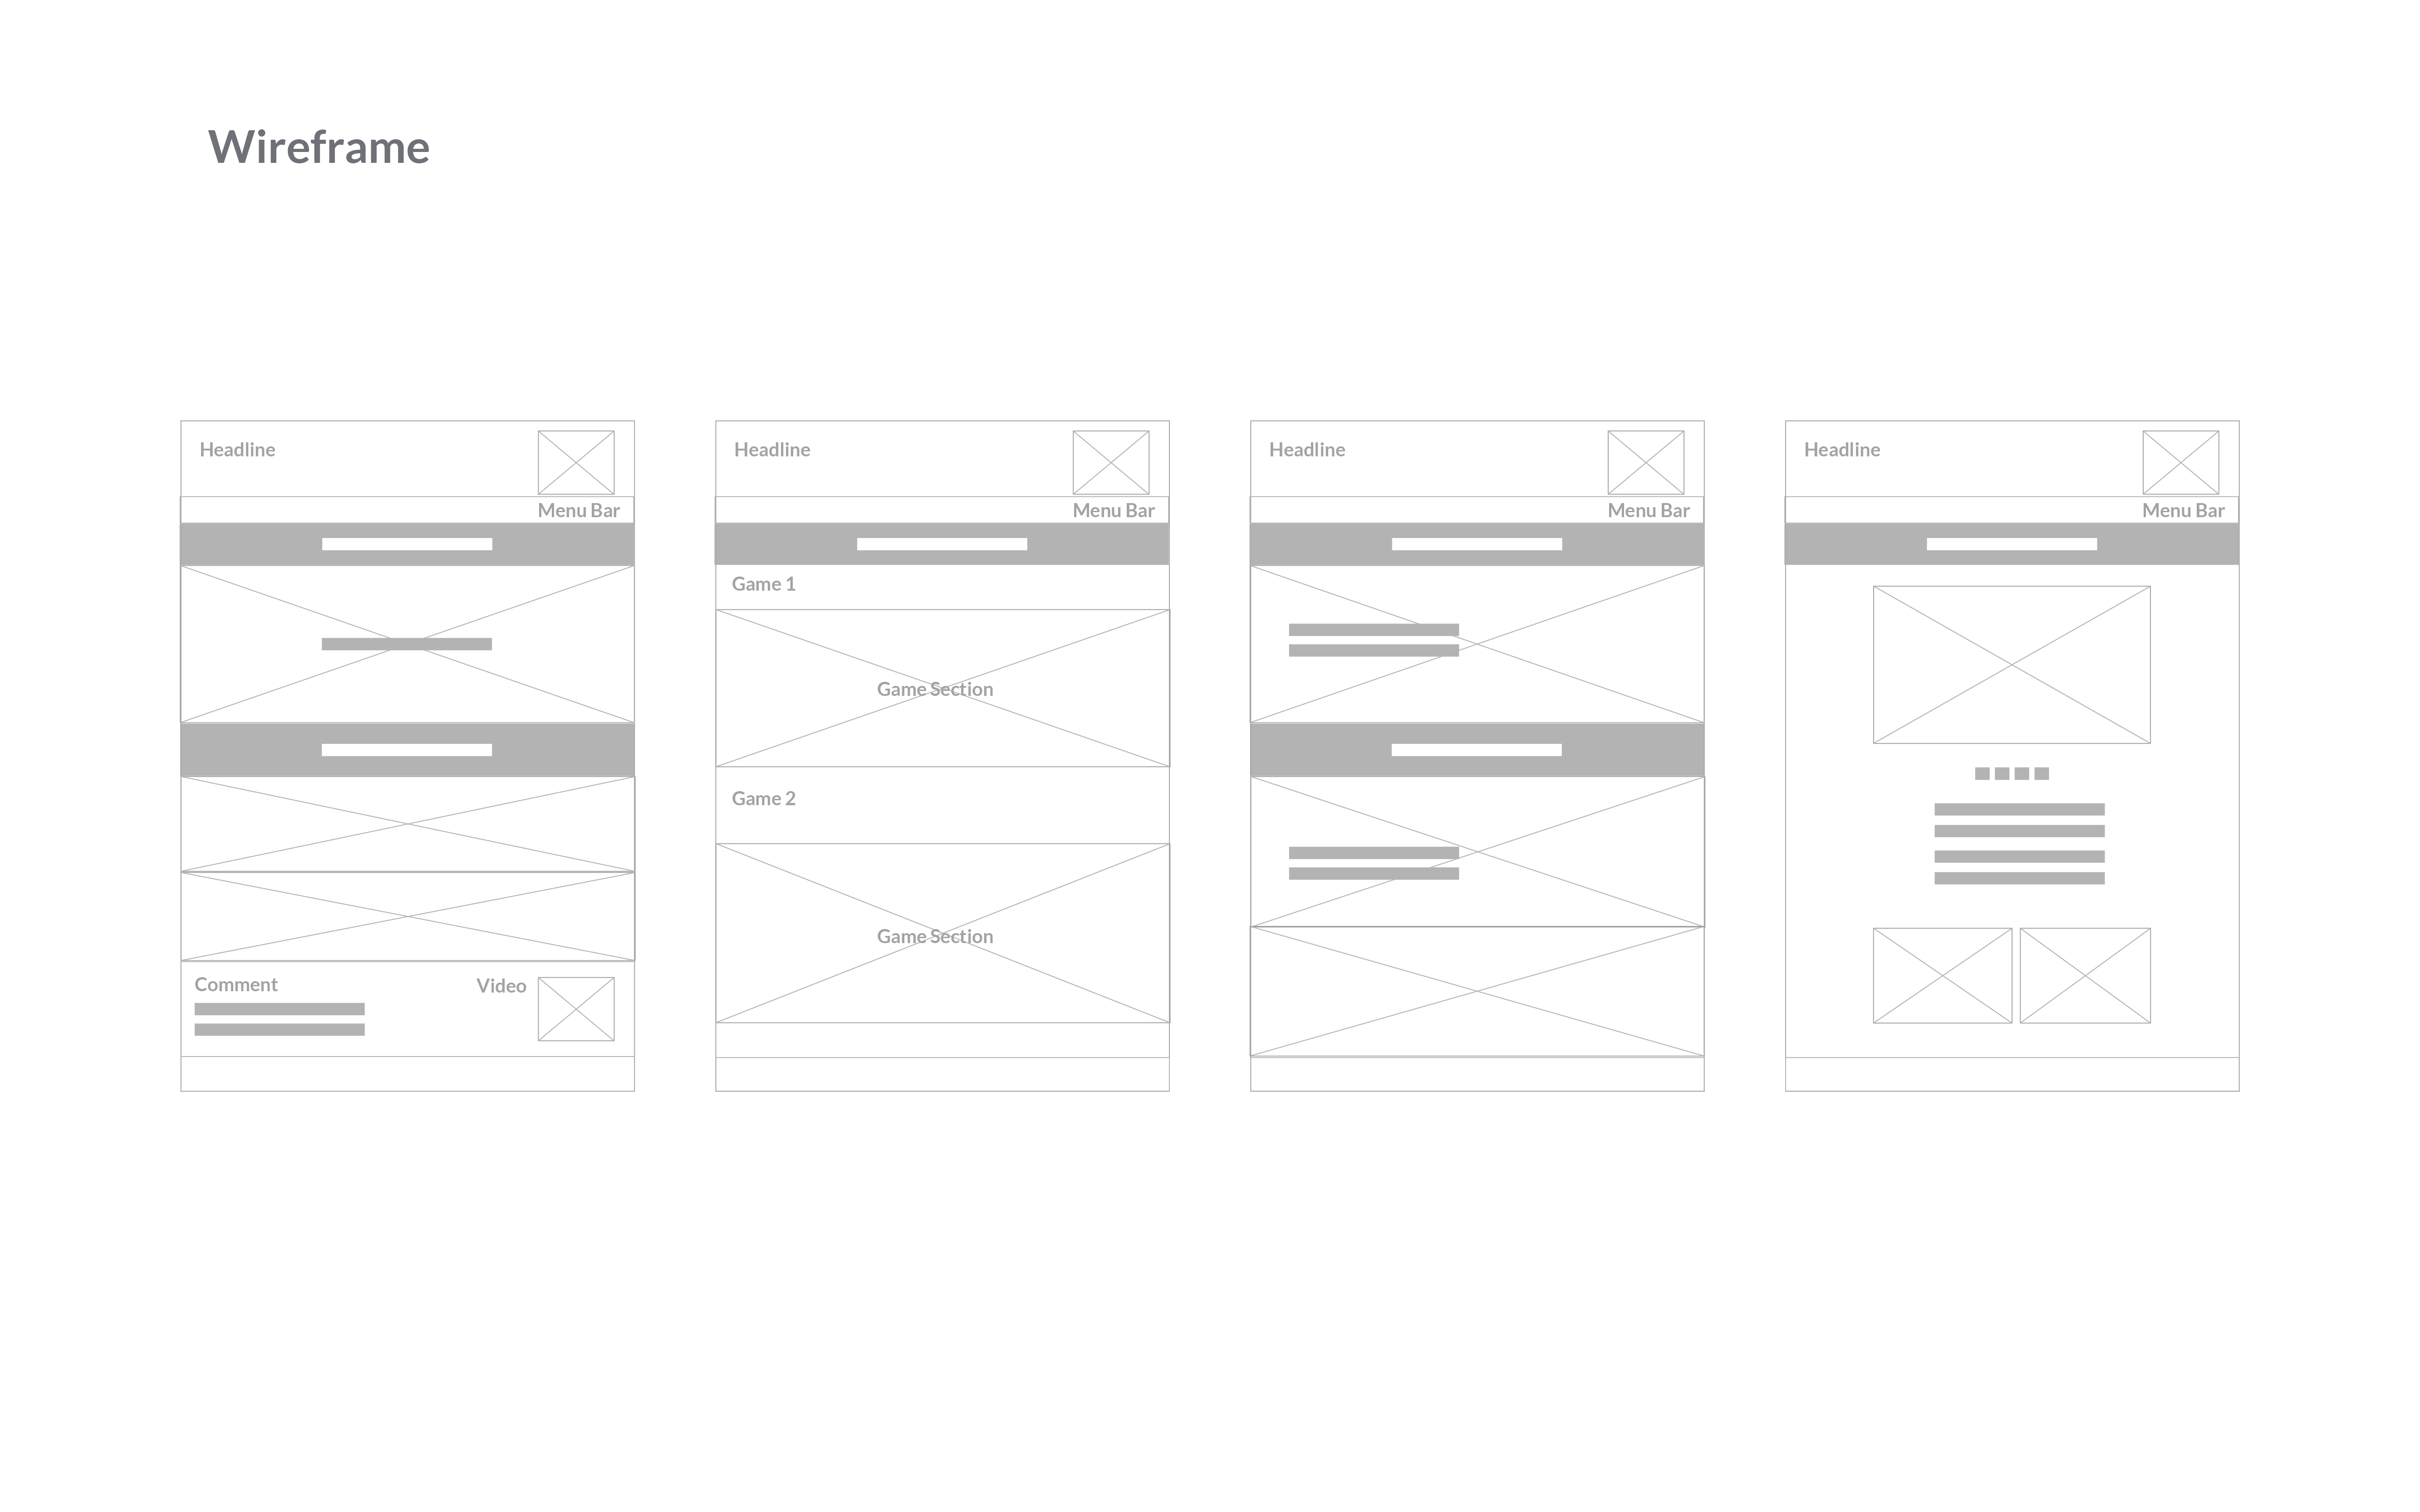 Wireframe
Headline
Menu Bar
Comment
Video
Headline
Menu Bar
Game 1
Game Section
Game 2
Game Section
Headline
Menu Bar
Headline
Menu Bar